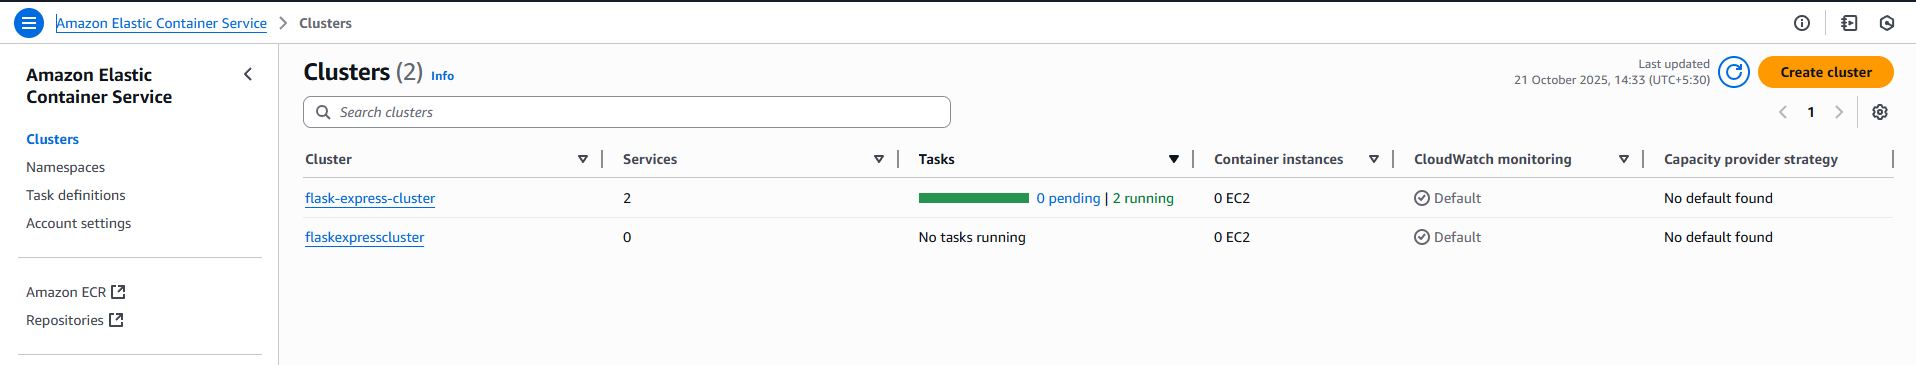 Amazon Elastic Container Service > Clusters
Amazon Elastic
Container Service
Clusters
Namespaces
Task definitions
Account settings
Amazon ECR
Repositories
Clusters (2) Info
Last updated
21 October 2025, 14:33 (UTC+5:30)
Create cluster
Search clusters
1
Cluster Services Tasks Container instances CloudWatch monitoring Capacity provider strategy
flask-express-cluster 2 0 pending | 2 running 0 EC2 Default No default found
flaskexpresscluster 0 No tasks running 0 EC2 Default No default found